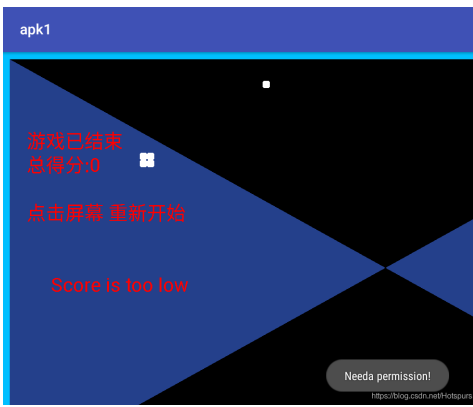 apk1
游戏已结束
总得分:0
点击屏幕 重新开始
Score is too low
Needa permission!
https://blog.csdn.net/Hotspurs